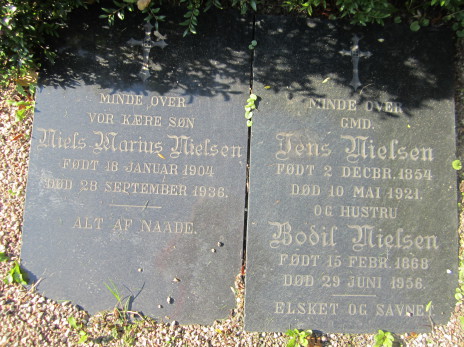 MINDE OVER
VOR KÆRE SØN
Niels Marius Nielsen
FØDT 18 JANUAR 1904
DØD 28 SEPTEMBER 1936.
ALT AF NAADE.
MINDE OVER
GMD.
Jens Nielsen
FØDT 2 DECBR. 1854
DØD 10 MAI 1921.
OG HUSTRU
Bodil Nielsen
FØDT 15 FEBR. 1868
DØD 29 JUNI 1956.
ELSKET OG SAVNET.